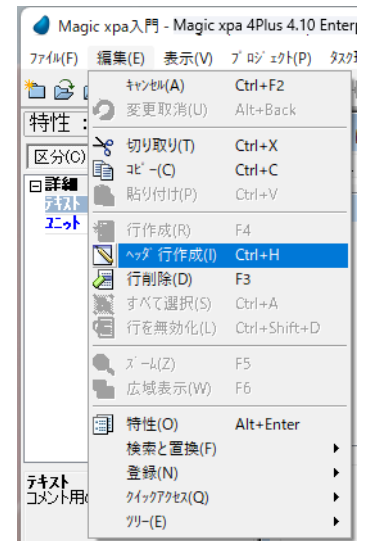 Magic xpa入門 - Magic xpa 4Plus 4.10 Enterp
ﾌｧｲﾙ(F) 編集(E) 表示(V) ﾌﾟﾛｼﾞｪｸﾄ(P) ﾀｽｸ
特性 :
区分(C)
詳細
ﾃｷｽﾄ
ﾕﾆｯﾄ
ｷｬﾝｾﾙ(A) Ctrl+F2
変更取消(U) Alt+Back
切り取り(T) Ctrl+X
ｺﾋﾟｰ(C) Ctrl+C
貼り付け(P) Ctrl+V
行作成(R) F4
ﾍｯﾀﾞ行作成(I) Ctrl+H
行削除(D) F3
すべて選択(S) Ctrl+A
行を無効化(L) Ctrl+Shift+D
ｽﾞｰﾑ(Z) F5
広域表示(W) F6
特性(O) Alt+Enter
検索と置換(F)
登録(N)
ｸｲｯｸｱｸｾｽ(Q)
ﾂﾘｰ(E)
ﾃｷｽﾄ
コメント用